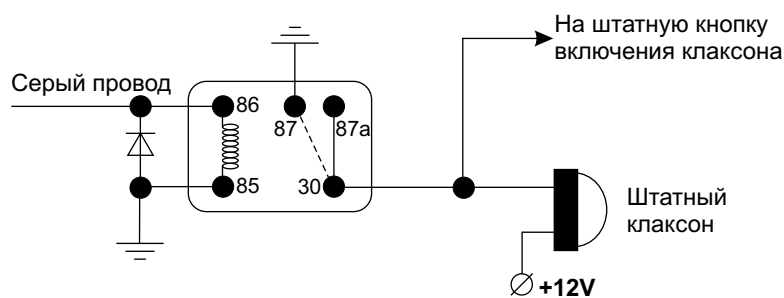 На штатную кнопку
включения клаксона
Серый провод
86
87
87a
85
30
Штатный
клаксон
+12V